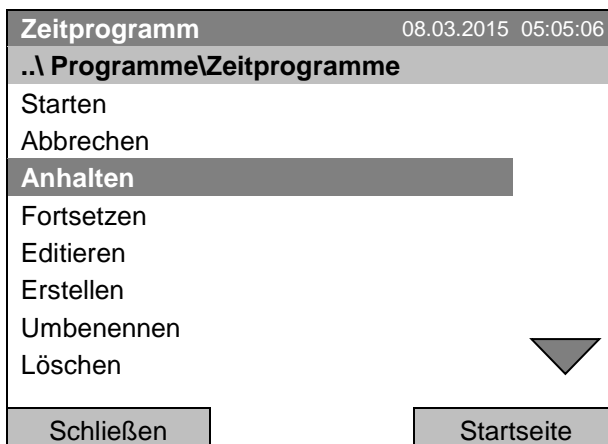 Zeitprogramm 08.03.2015 05:05:06
..\ Programme\Zeitprogramme
Starten
Abbrechen
Anhalten
Fortsetzen
Editieren
Erstellen
Umbenennen
Löschen
Schließen Startseite